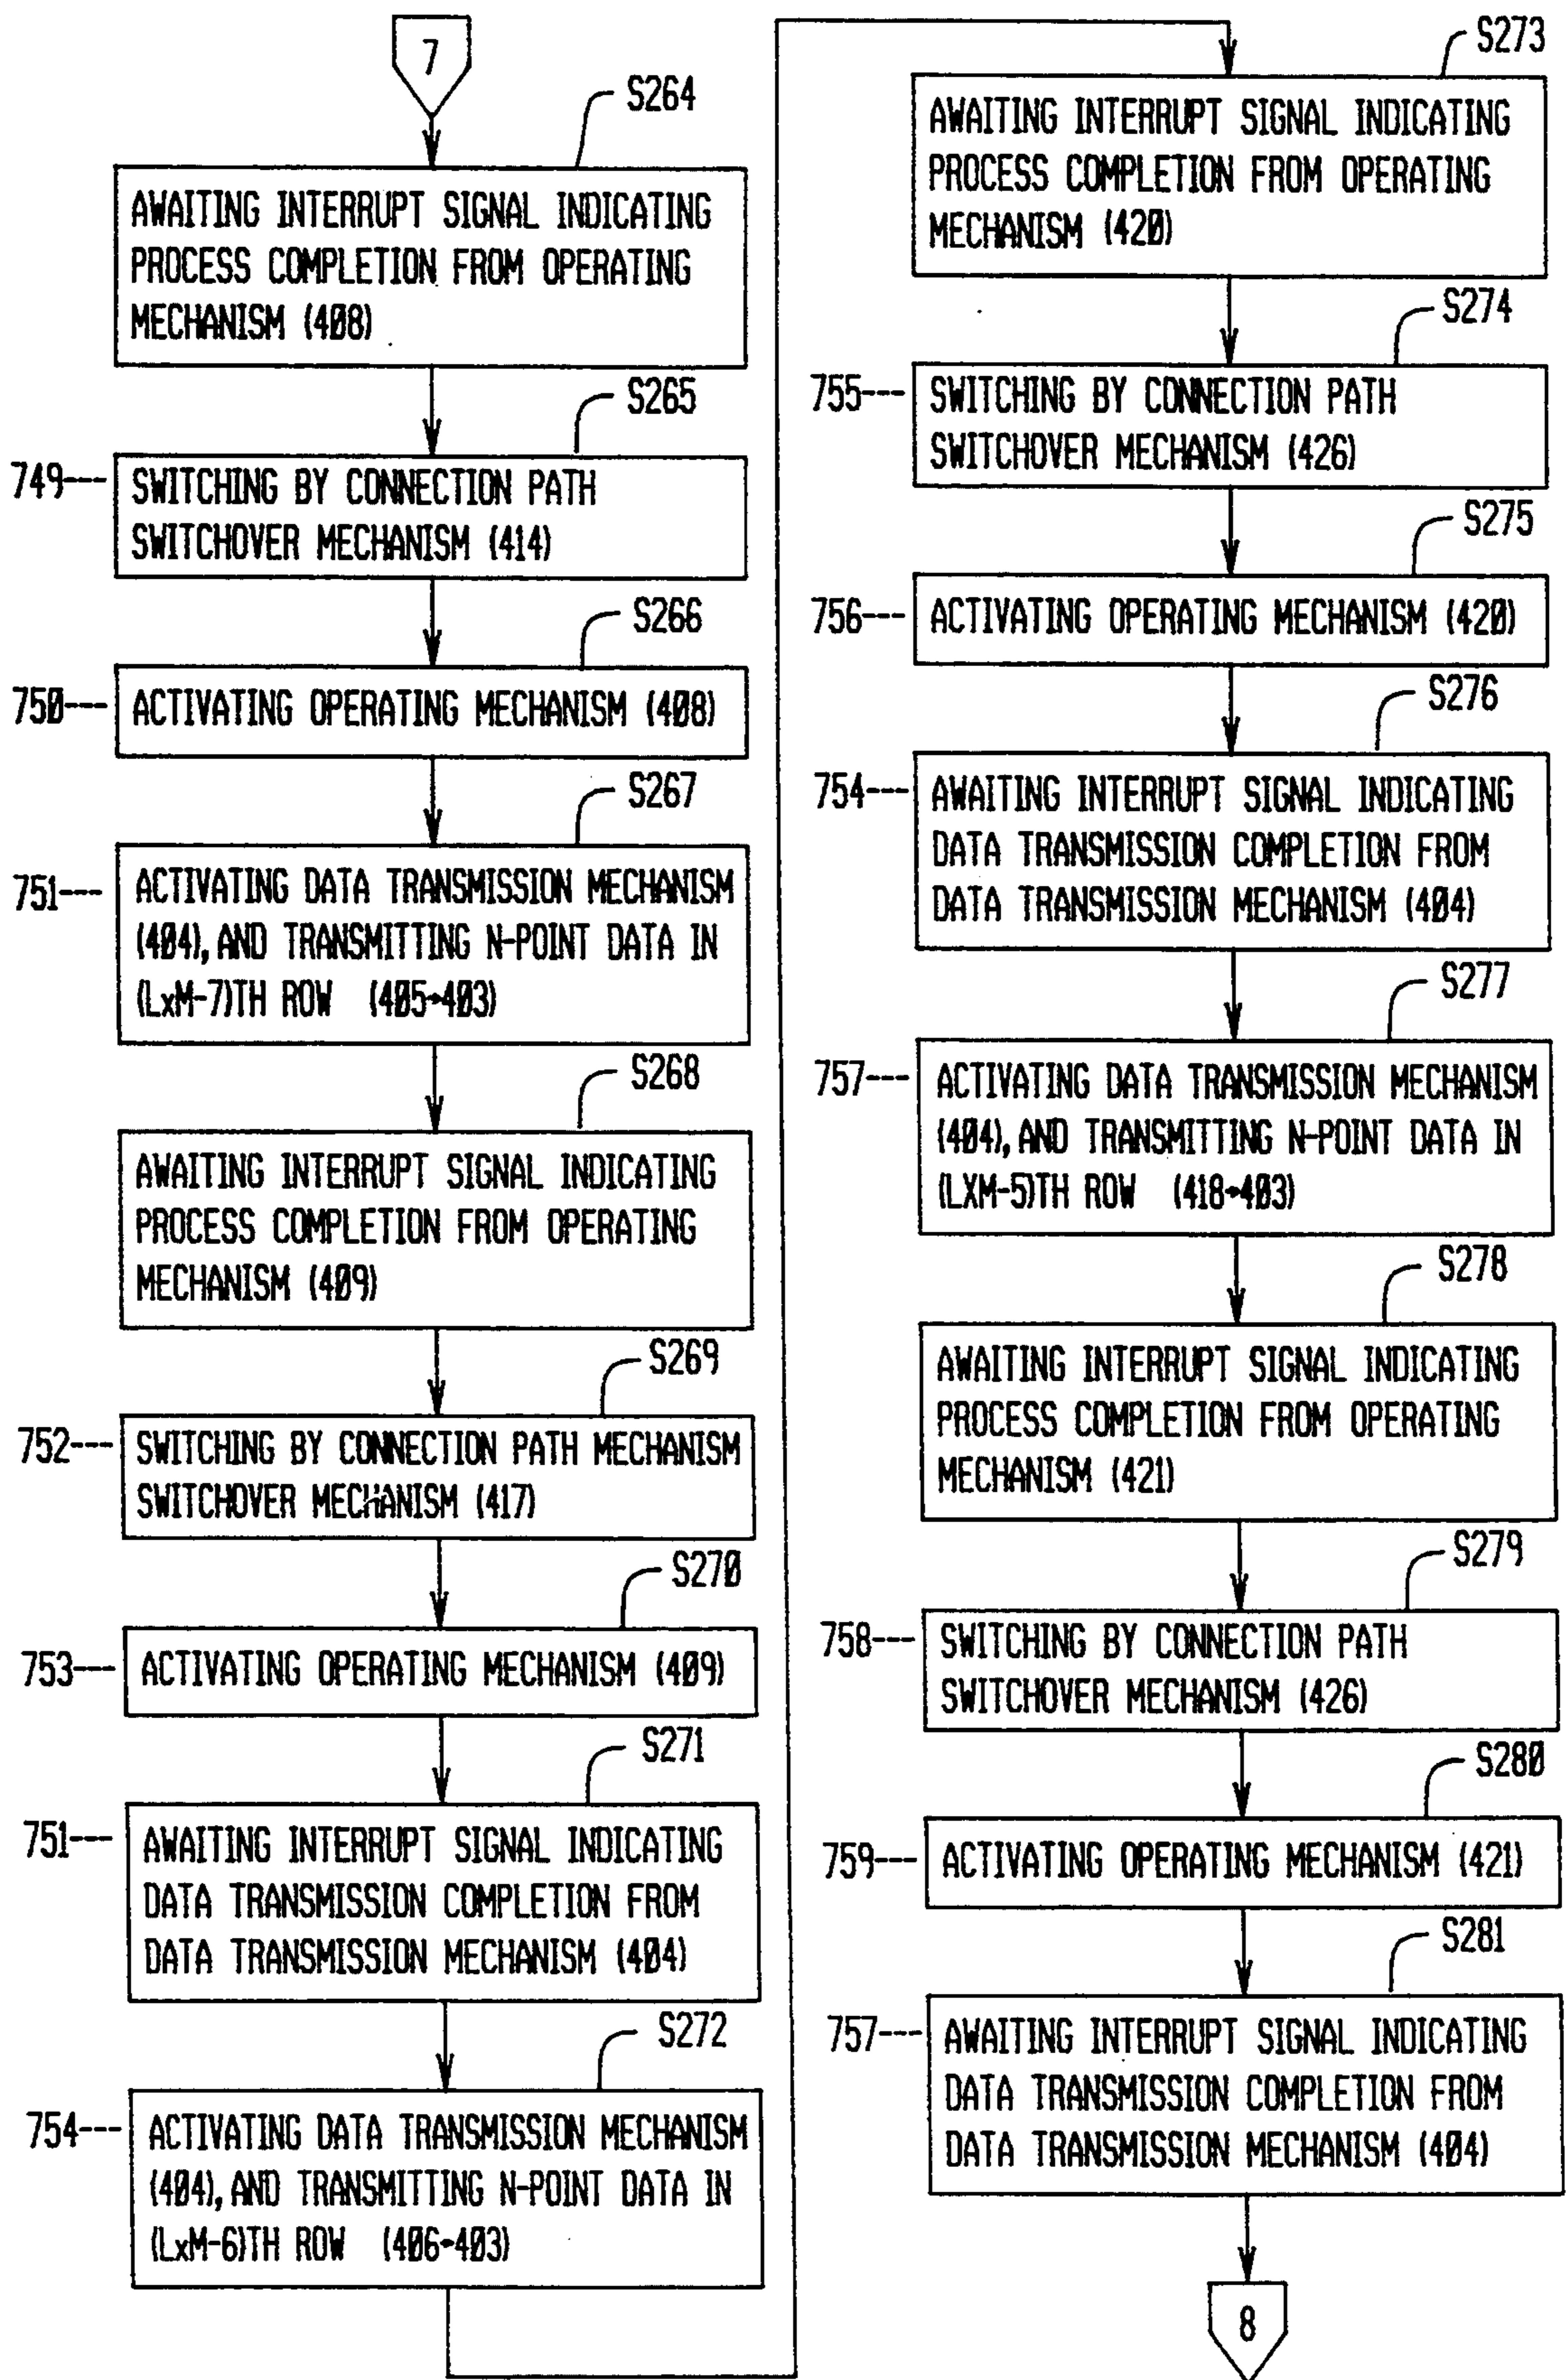 7
S264
AWAITING INTERRUPT SIGNAL INDICATING
PROCESS COMPLETION FROM OPERATING
MECHANISM (408)
S265
749---
SWITCHING BY CONNECTION PATH
SWITCHOVER MECHANISM (414)
S266
750---
ACTIVATING OPERATING MECHANISM (408)
S267
751---
ACTIVATING DATA TRANSMISSION MECHANISM
(404), AND TRANSMITTING N-POINT DATA IN
(LxM-7)TH ROW (405→403)
S268
AWAITING INTERRUPT SIGNAL INDICATING
PROCESS COMPLETION FROM OPERATING
MECHANISM (409)
S269
752---
SWITCHING BY CONNECTION PATH MECHANISM
SWITCHOVER MECHANISM (417)
S270
753---
ACTIVATING OPERATING MECHANISM (409)
S271
751---
AWAITING INTERRUPT SIGNAL INDICATING
DATA TRANSMISSION COMPLETION FROM
DATA TRANSMISSION MECHANISM (404)
S272
754---
ACTIVATING DATA TRANSMISSION MECHANISM
(404), AND TRANSMITTING N-POINT DATA IN
(LxM-6)TH ROW (406→403)
S273
AWAITING INTERRUPT SIGNAL INDICATING
PROCESS COMPLETION FROM OPERATING
MECHANISM (420)
S274
755---
SWITCHING BY CONNECTION PATH
SWITCHOVER MECHANISM (426)
S275
756---
ACTIVATING OPERATING MECHANISM (420)
S276
754---
AWAITING INTERRUPT SIGNAL INDICATING
DATA TRANSMISSION COMPLETION FROM
DATA TRANSMISSION MECHANISM (404)
S277
757---
ACTIVATING DATA TRANSMISSION MECHANISM
(404), AND TRANSMITTING N-POINT DATA IN
(LXM-5)TH ROW (418→403)
S278
AWAITING INTERRUPT SIGNAL INDICATING
PROCESS COMPLETION FROM OPERATING
MECHANISM (421)
S279
758---
SWITCHING BY CONNECTION PATH
SWITCHOVER MECHANISM (426)
S280
759---
ACTIVATING OPERATING MECHANISM (421)
S281
757---
AWAITING INTERRUPT SIGNAL INDICATING
DATA TRANSMISSION COMPLETION FROM
DATA TRANSMISSION MECHANISM (404)
8